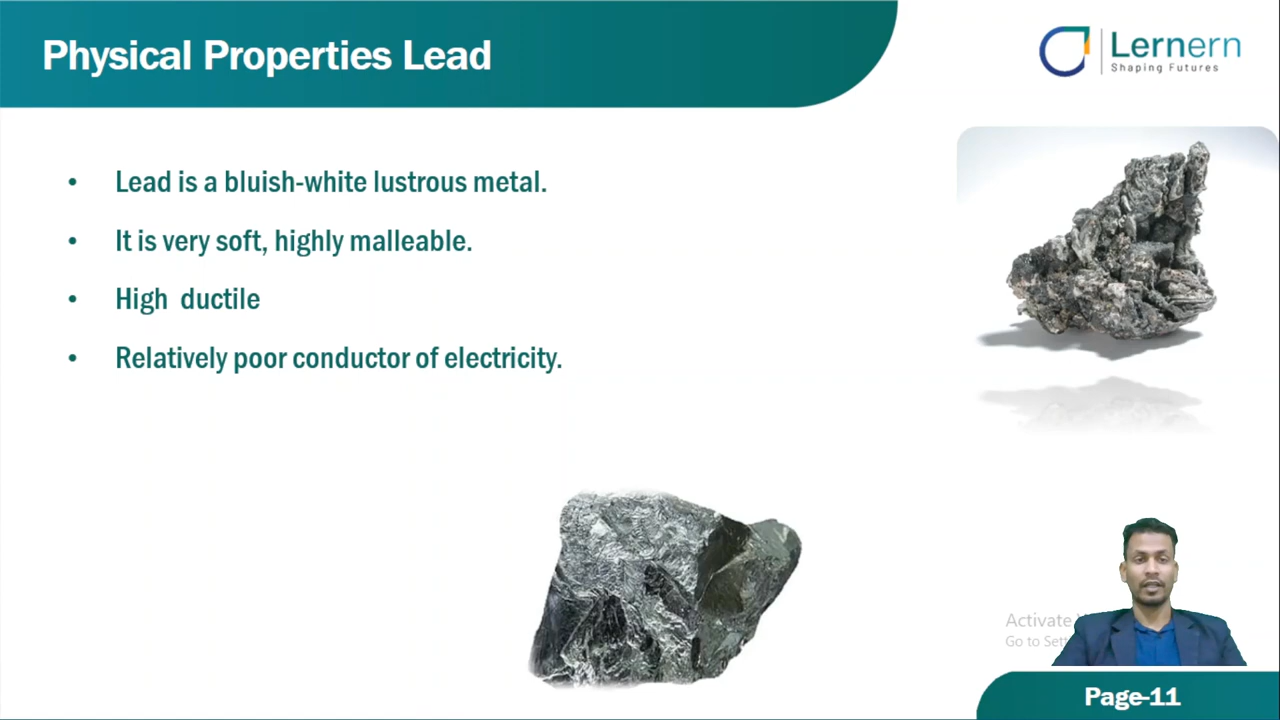 Physical Properties Lead
Lernern
Shaping Futures
• Lead is a bluish-white lustrous metal.
• It is very soft, highly malleable.
• High ductile
• Relatively poor conductor of electricity.
Activate
Go to
Page-11